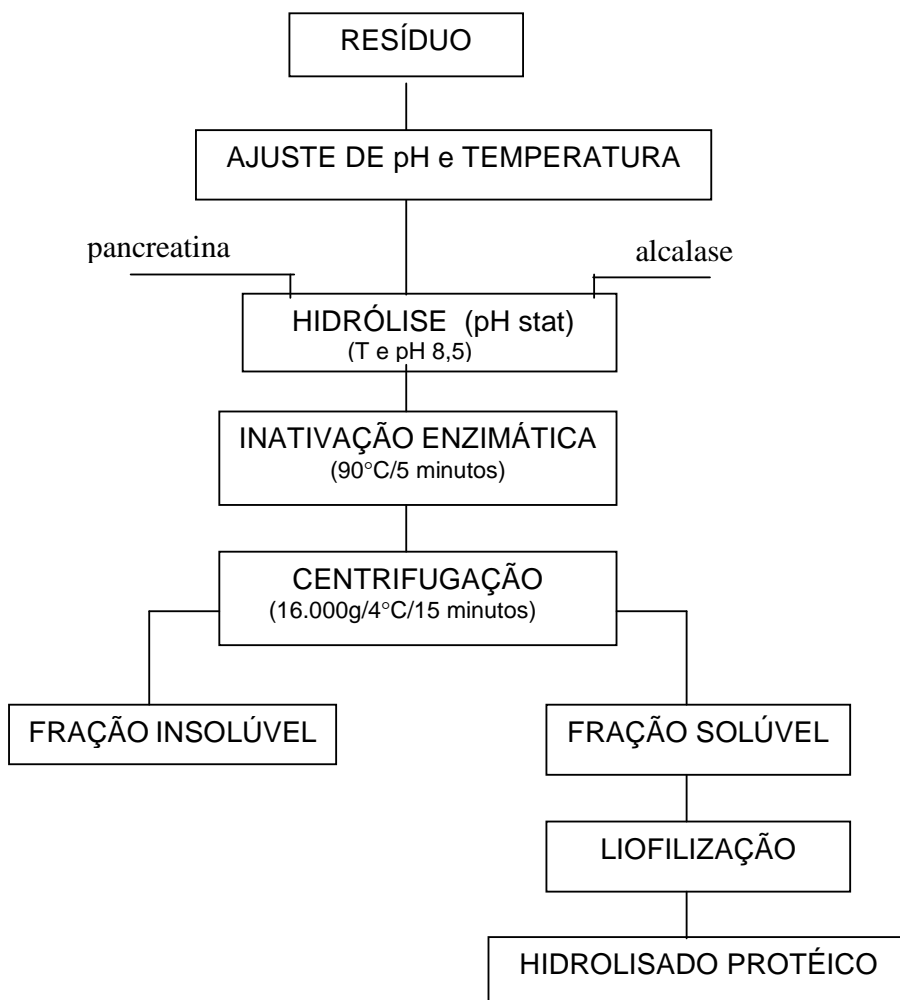 RESÍDUO
AJUSTE DE pH e TEMPERATURA
pancreatina
alcalase
HIDRÓLISE (pH stat)
(T e pH 8,5)
INATIVAÇÃO ENZIMÁTICA
(90°C/5 minutos)
CENTRIFUGAÇÃO
(16.000g/4°C/15 minutos)
FRAÇÃO INSOLÚVEL
FRAÇÃO SOLÚVEL
LIOFILIZAÇÃO
HIDROLISADO PROTÉICO